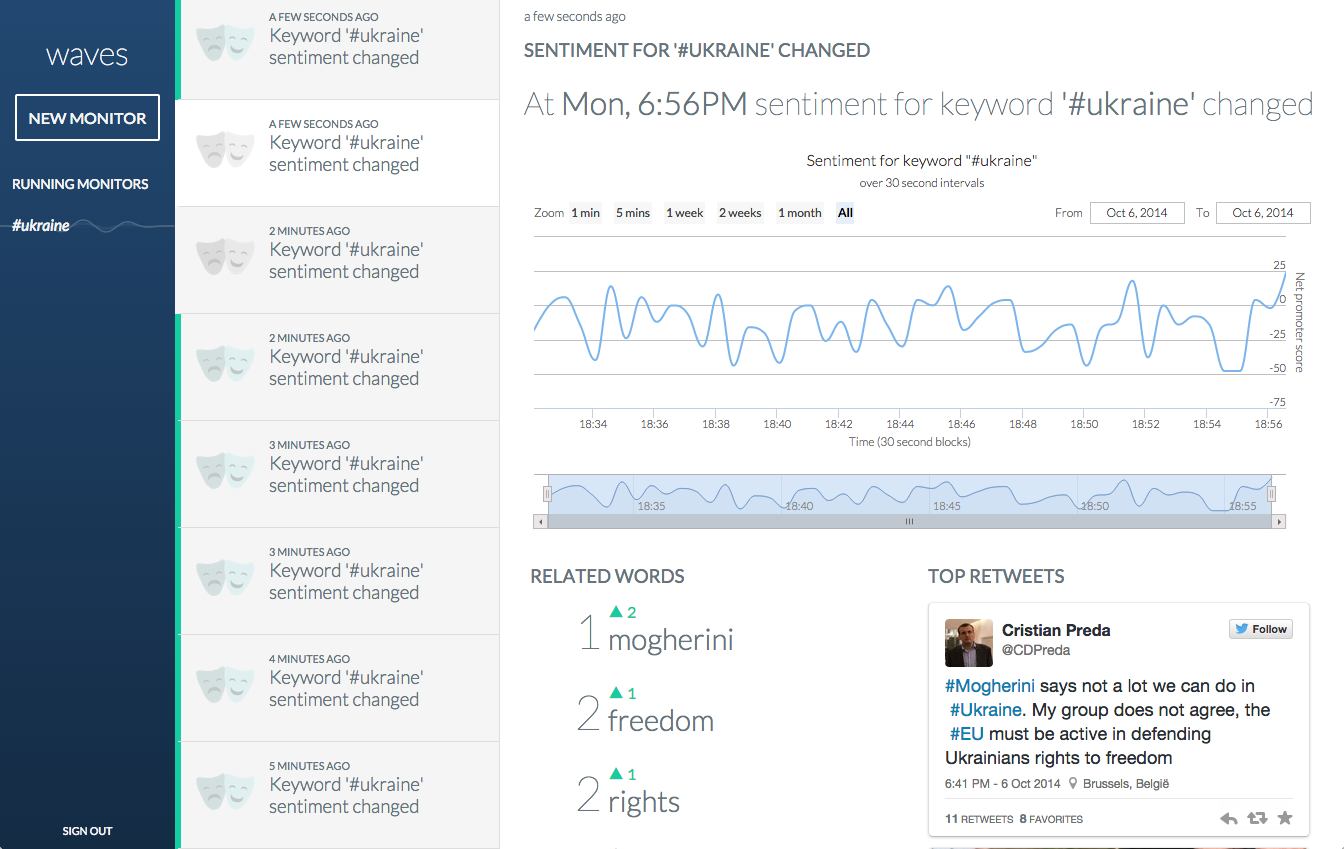 waves
NEW MONITOR
RUNNING MONITORS
#ukraine
SIGN OUT
A FEW SECONDS AGO
Keyword '#ukraine'
sentiment changed
A FEW SECONDS AGO
Keyword '#ukraine'
sentiment changed
2 MINUTES AGO
Keyword '#ukraine'
sentiment changed
2 MINUTES AGO
Keyword '#ukraine'
sentiment changed
3 MINUTES AGO
Keyword '#ukraine'
sentiment changed
3 MINUTES AGO
Keyword '#ukraine'
sentiment changed
4 MINUTES AGO
Keyword '#ukraine'
sentiment changed
5 MINUTES AGO
Keyword '#ukraine'
sentiment changed
a few seconds ago
SENTIMENT FOR '#UKRAINE' CHANGED
At Mon, 6:56PM sentiment for keyword '#ukraine' changed
Sentiment for keyword "#ukraine"
over 30 second intervals
Zoom 1 min 5 mins 1 week 2 weeks 1 month All
From Oct 6, 2014 To Oct 6, 2014
25
0
-25
-50
-75
Net promoter score
18:34 18:36 18:38 18:40 18:42 18:44 18:46 18:48 18:50 18:52 18:54 18:56
Time (30 second blocks)
18:35 18:40 18:45 18:50 18:55
RELATED WORDS
1 ▲ 2
mogherini
2 ▲ 1
freedom
2 ▲ 1
rights
TOP RETWEETS
Cristian Preda
@CDPreda
Follow
#Mogherini says not a lot we can do in
#Ukraine. My group does not agree, the
#EU must be active in defending
Ukrainians rights to freedom
6:41 PM - 6 Oct 2014 Brussels, België
11 RETWEETS 8 FAVORITES